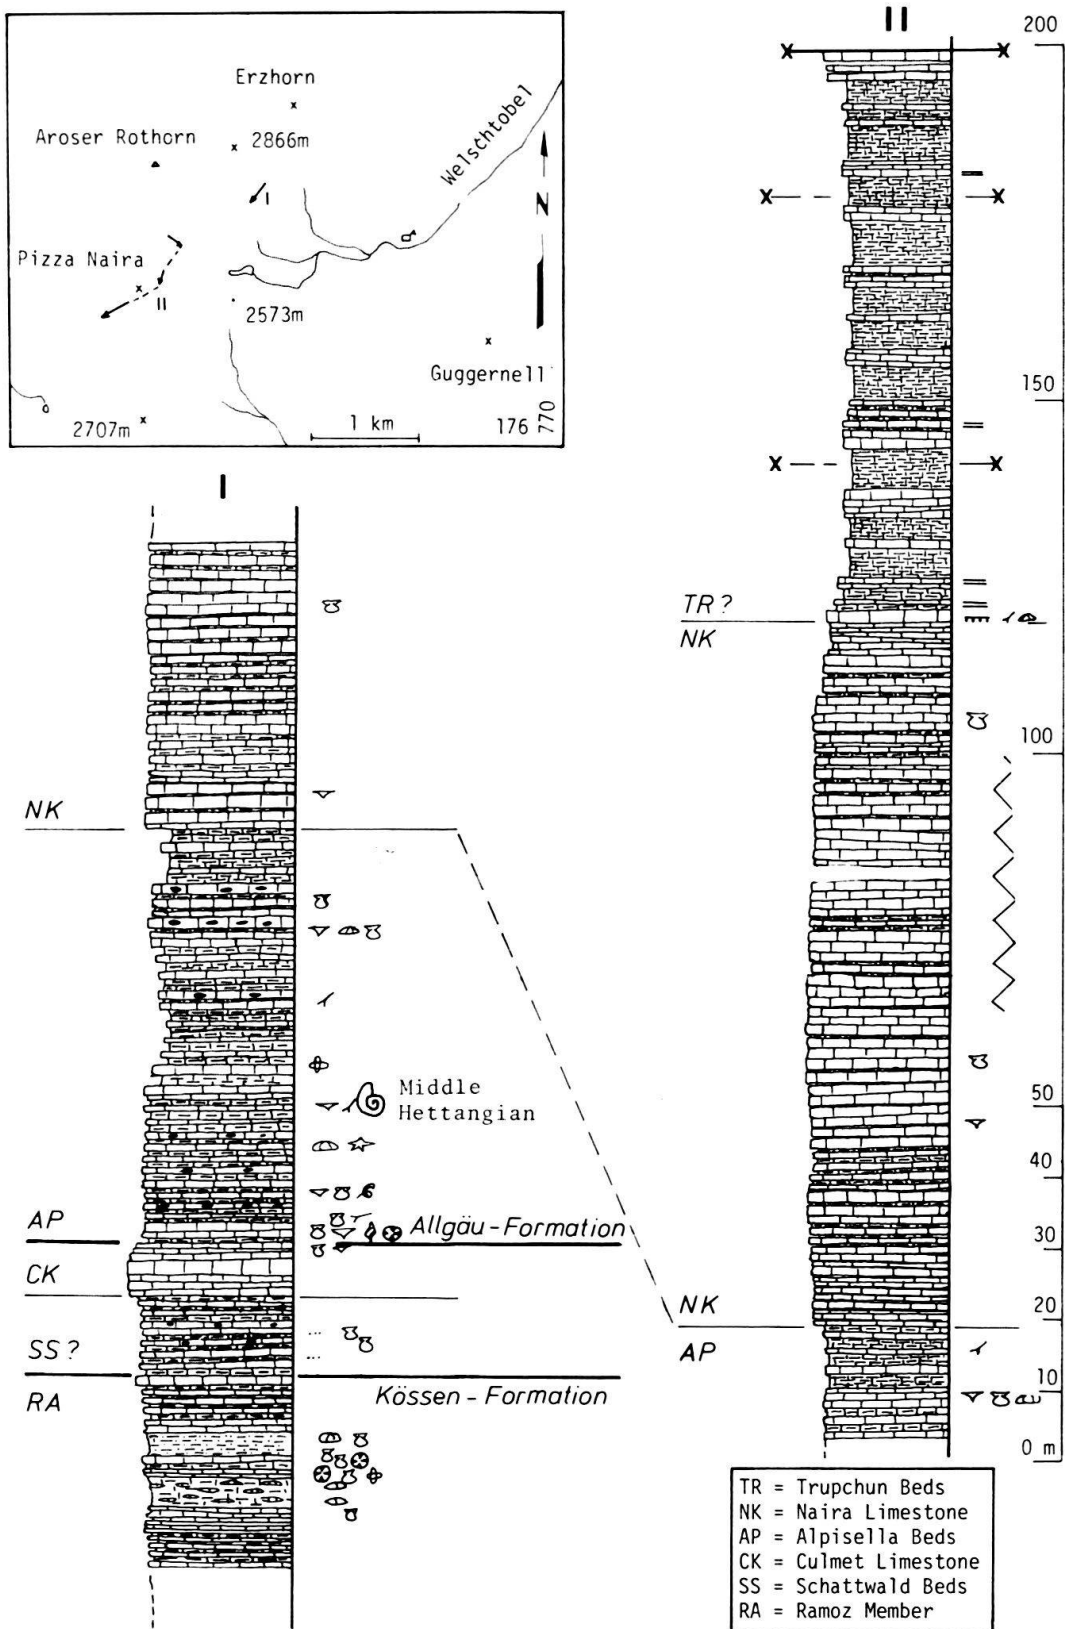 Erzhorn
Aroser Rothorn
2866m
Welschtobel
N
I
Pizza Naira
II
2573m
Guggernell
2707m
1 km
176
770
I
NK
Middle
Hettangian
AP
Allgäu-Formation
CK
SS ?
RA
Kössen-Formation
II
200
X X
X X
150
X X
TR ?
NK
100
50
40
30
20
NK
AP
10
0 m
TR = Trupchun Beds
NK = Naira Limestone
AP = Alpisella Beds
CK = Culmet Limestone
SS = Schattwald Beds
RA = Ramoz Member